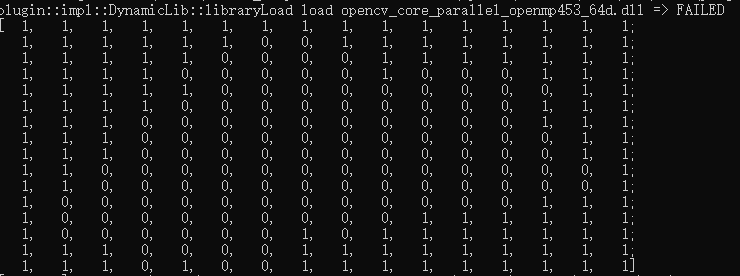 plugin::impl::DynamicLib::libraryLoad load opencv_core_parallel_openmp453_64d.dll => FAILED
[ 1, 1, 1, 1, 1, 1, 1, 1, 1, 1, 1, 1, 1, 1, 1, 1;
1, 1, 1, 1, 1, 1, 0, 0, 1, 1, 1, 1, 1, 1, 1, 1;
1, 1, 1, 1, 1, 0, 0, 0, 0, 1, 1, 1, 1, 1, 1, 1;
1, 1, 1, 1, 0, 0, 0, 0, 0, 1, 0, 0, 0, 1, 1, 1;
1, 1, 1, 1, 1, 0, 0, 0, 0, 0, 0, 0, 0, 1, 1, 1;
1, 1, 1, 1, 0, 0, 0, 0, 0, 0, 0, 0, 0, 1, 1, 1;
1, 1, 1, 0, 0, 0, 0, 0, 0, 0, 0, 0, 0, 1, 1, 1;
1, 1, 1, 0, 0, 0, 0, 0, 0, 0, 0, 0, 0, 0, 1, 1;
1, 1, 0, 0, 0, 0, 0, 0, 0, 0, 0, 0, 0, 0, 1, 1;
1, 1, 0, 0, 0, 0, 0, 0, 0, 0, 0, 0, 0, 0, 0, 1;
1, 1, 0, 0, 0, 0, 0, 0, 0, 0, 0, 0, 0, 0, 1, 1;
1, 0, 0, 0, 0, 0, 0, 0, 0, 0, 0, 0, 0, 1, 1, 1;
1, 0, 0, 0, 0, 0, 0, 0, 0, 0, 1, 1, 1, 1, 1, 1;
1, 0, 0, 0, 0, 0, 0, 1, 0, 1, 1, 1, 1, 1, 1, 1;
1, 1, 1, 0, 0, 0, 0, 1, 1, 1, 1, 1, 1, 1, 1, 1;
0, 1, 1, 0, 1, 0, 0, 1, 1, 1, 1, 1, 1, 1, 1, 1]